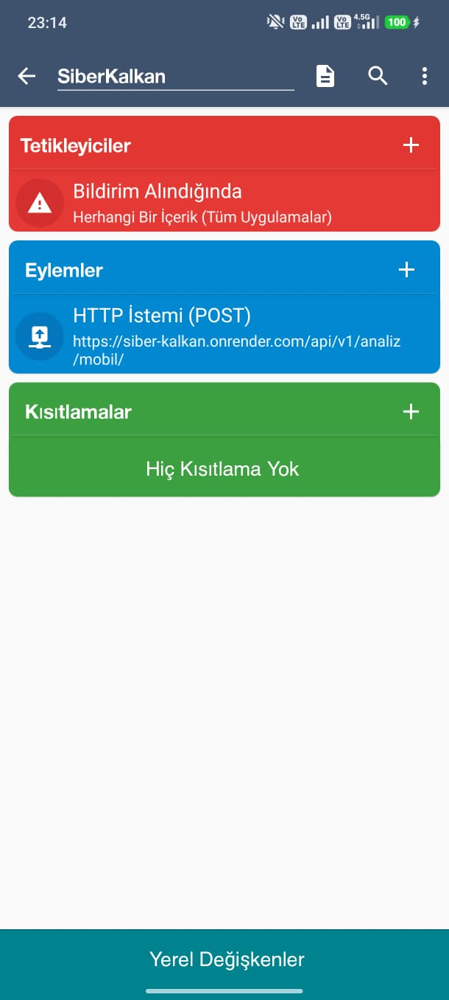 23:14
Vo LTE
Vo LTE
4.5G
100
SiberKalkan
Tetikleyiciler
Bildirim Alındığında
Herhangi Bir İçerik (Tüm Uygulamalar)
Eylemler
HTTP İstemi (POST)
https://siber-kalkan.onrender.com/api/v1/analiz
/mobil/
Kısıtlamalar
Hiç Kısıtlama Yok
Yerel Değişkenler